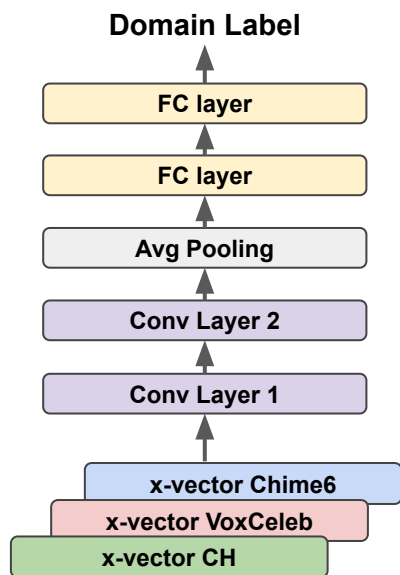 Domain Label
FC layer
FC layer
Avg Pooling
Conv Layer 2
Conv Layer 1
x-vector Chime6
x-vector VoxCeleb
x-vector CH